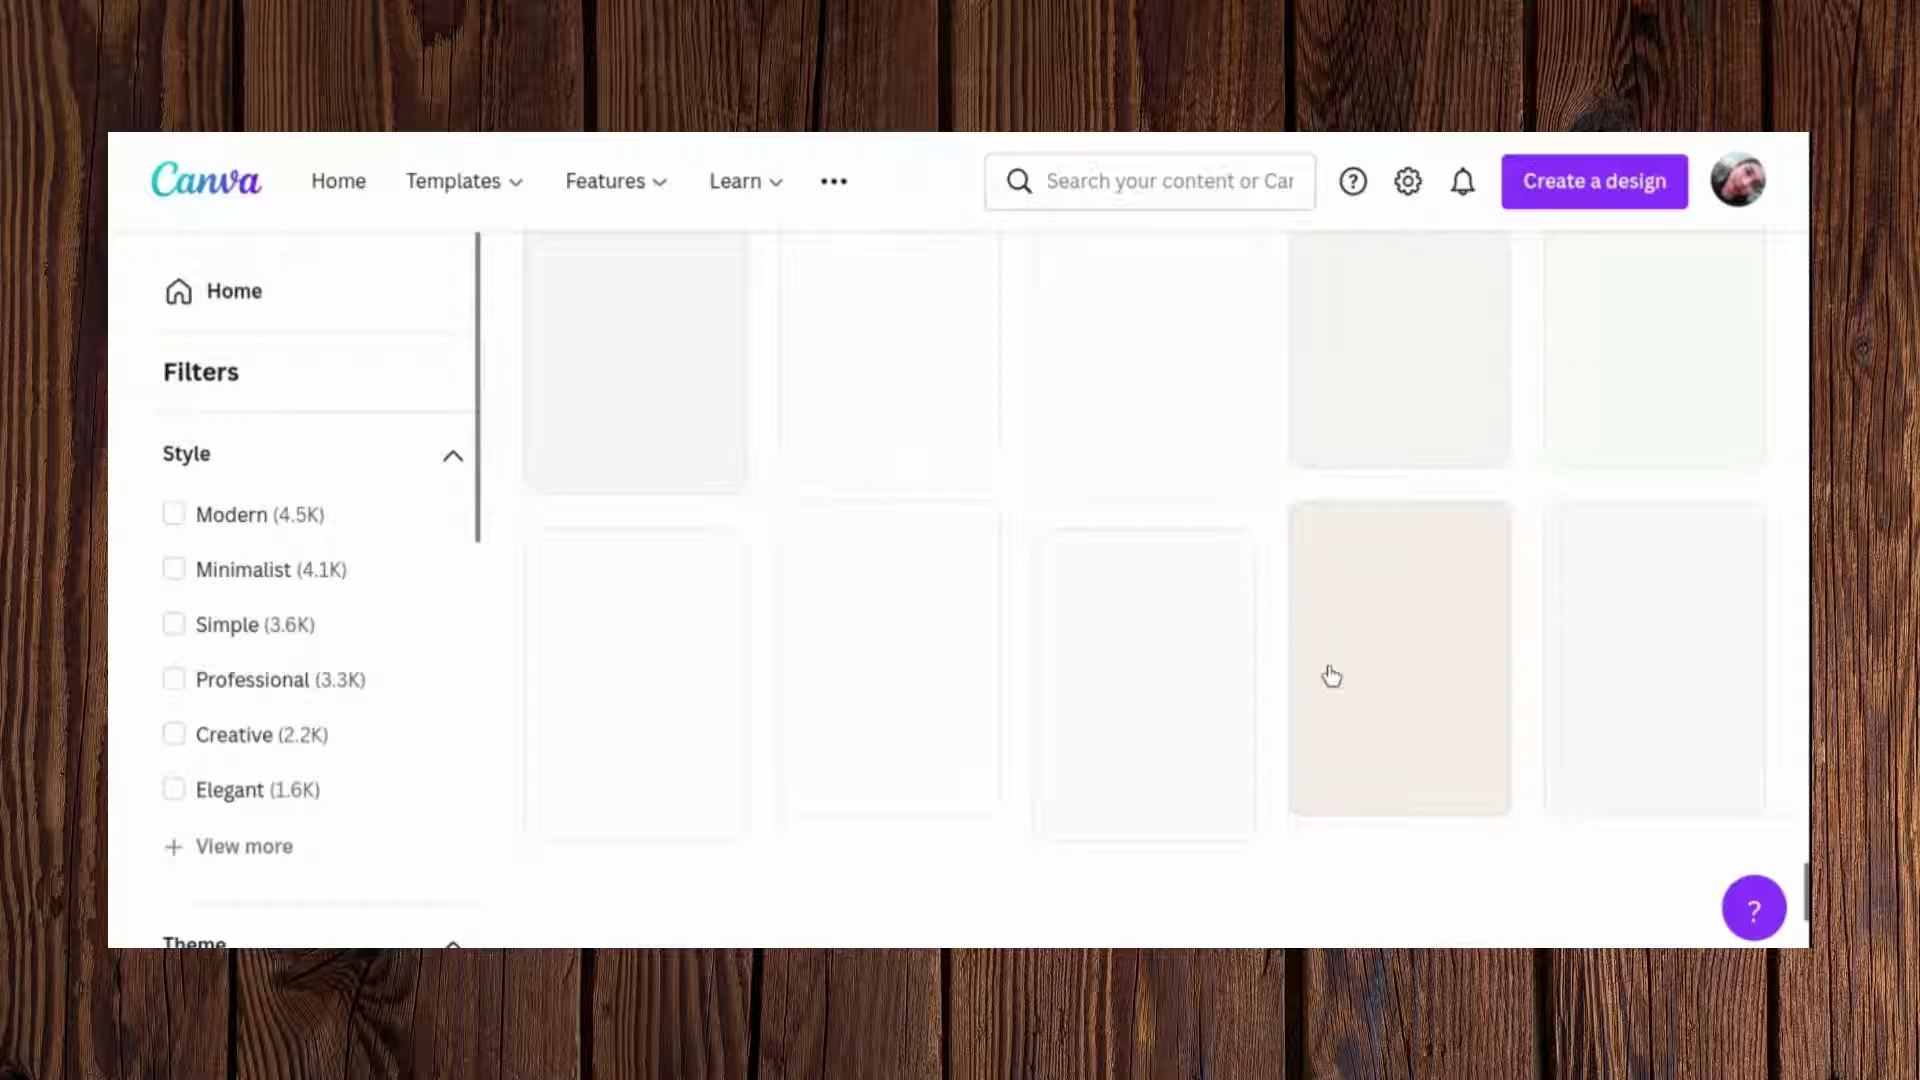 Canva
Home
Templates
Features
Learn
Search your content or Can
Create a design
Home
Filters
Style
Modern (4.5K)
Minimalist (4.1K)
Simple (3.6K)
Professional (3.3K)
Creative (2.2K)
Elegant (1.6K)
+ View more
Theme
?